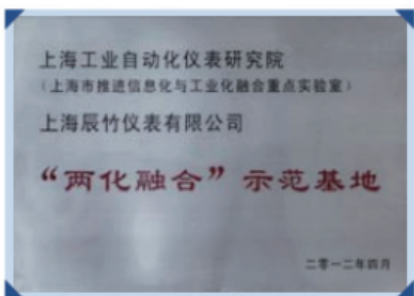 上海工业自动化仪表研究院
（上海市推进信息化与工业化融合重点实验室）
上海辰竹仪表有限公司
“两化融合”示范基地
二零一二年四月